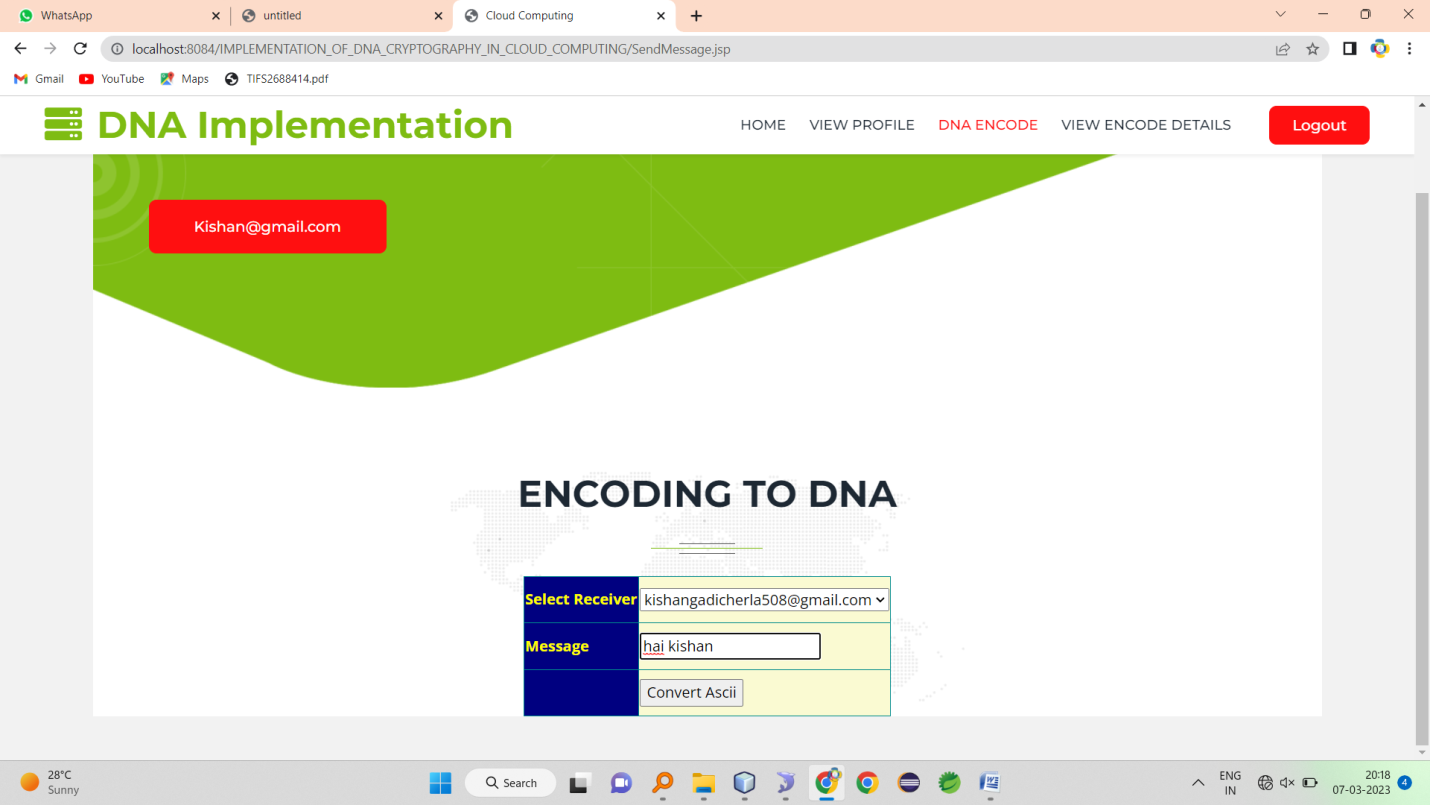 WhatsApp
untitled
Cloud Computing
localhost:8084/IMPLEMENTATION_OF_DNA_CRYPTOGRAPHY_IN_CLOUD_COMPUTING/SendMessage.jsp
Gmail YouTube Maps TIFS2688414.pdf
DNA Implementation
HOME VIEW PROFILE DNA ENCODE VIEW ENCODE DETAILS Logout
Kishan@gmail.com
ENCODING TO DNA
Select Receiver kishangadicherla508@gmail.com
Message hai kishan
Convert Ascii
28°C
Sunny
Search
ENG
IN
20:18
07-03-2023
4